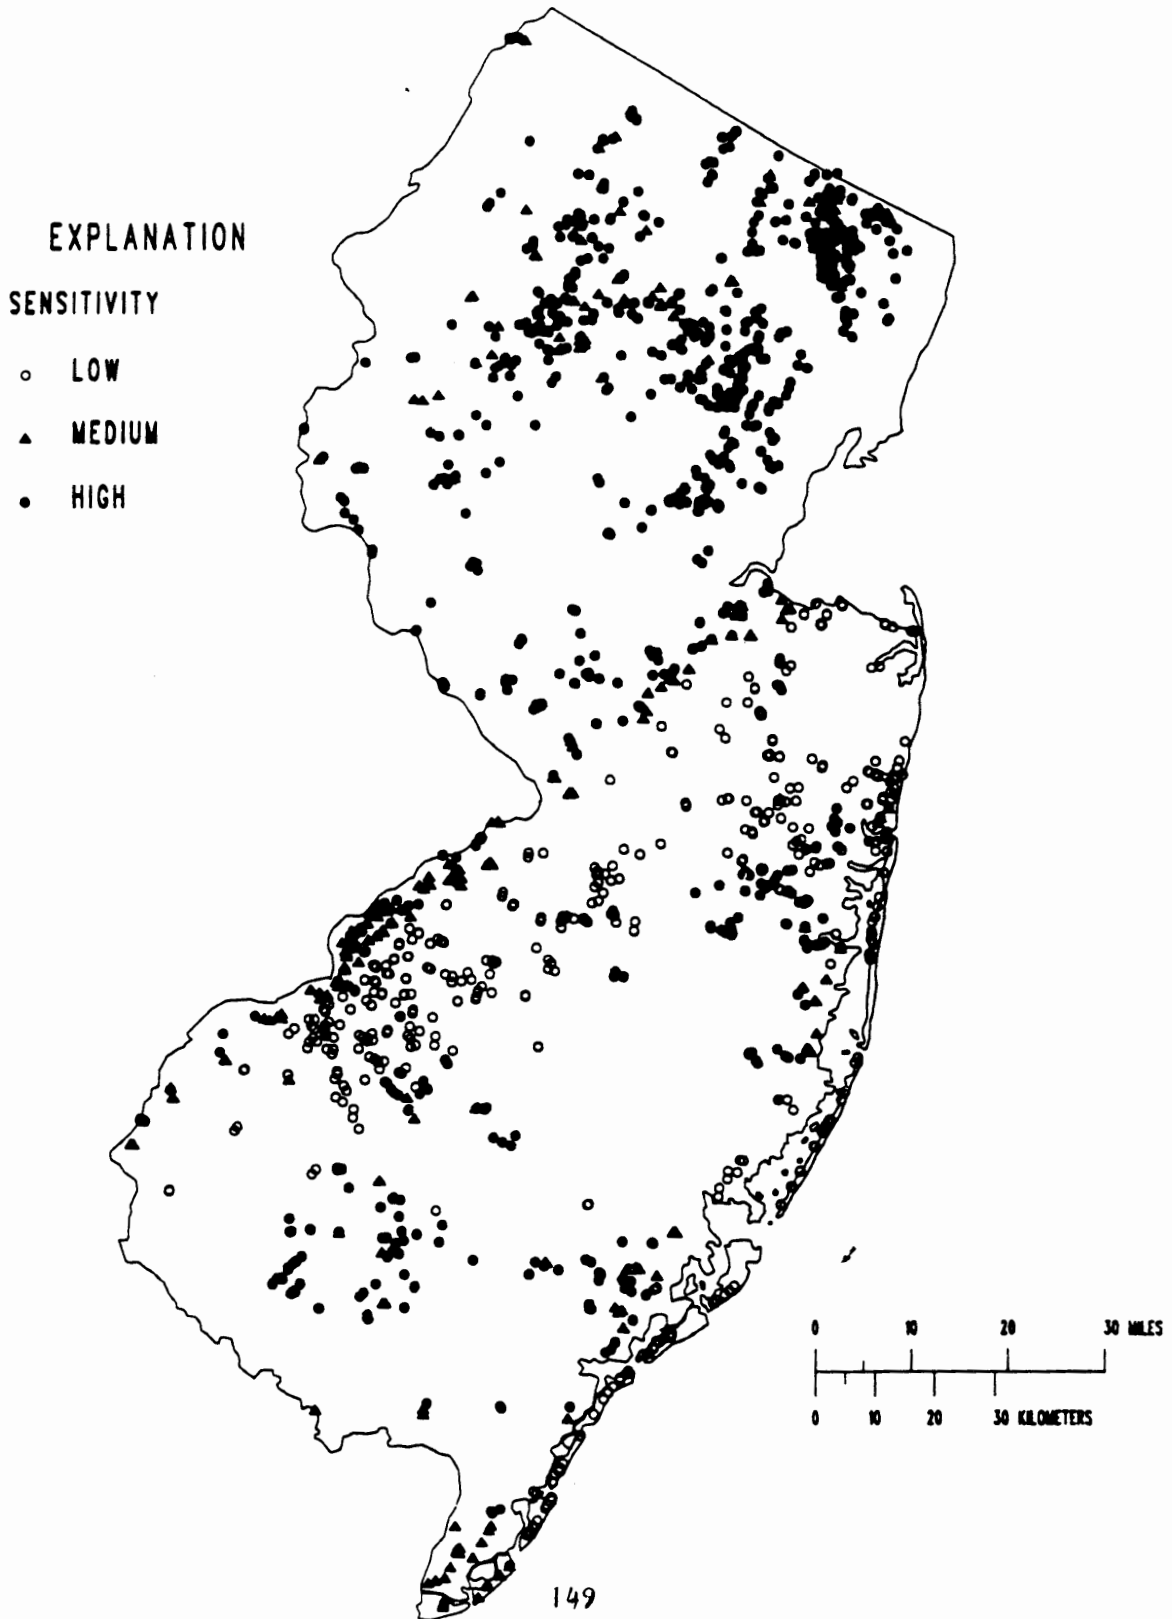 EXPLANATION
SENSITIVITY
LOW
MEDIUM
HIGH
0 10 20 30 MILES
0 10 20 30 KILOMETERS
149